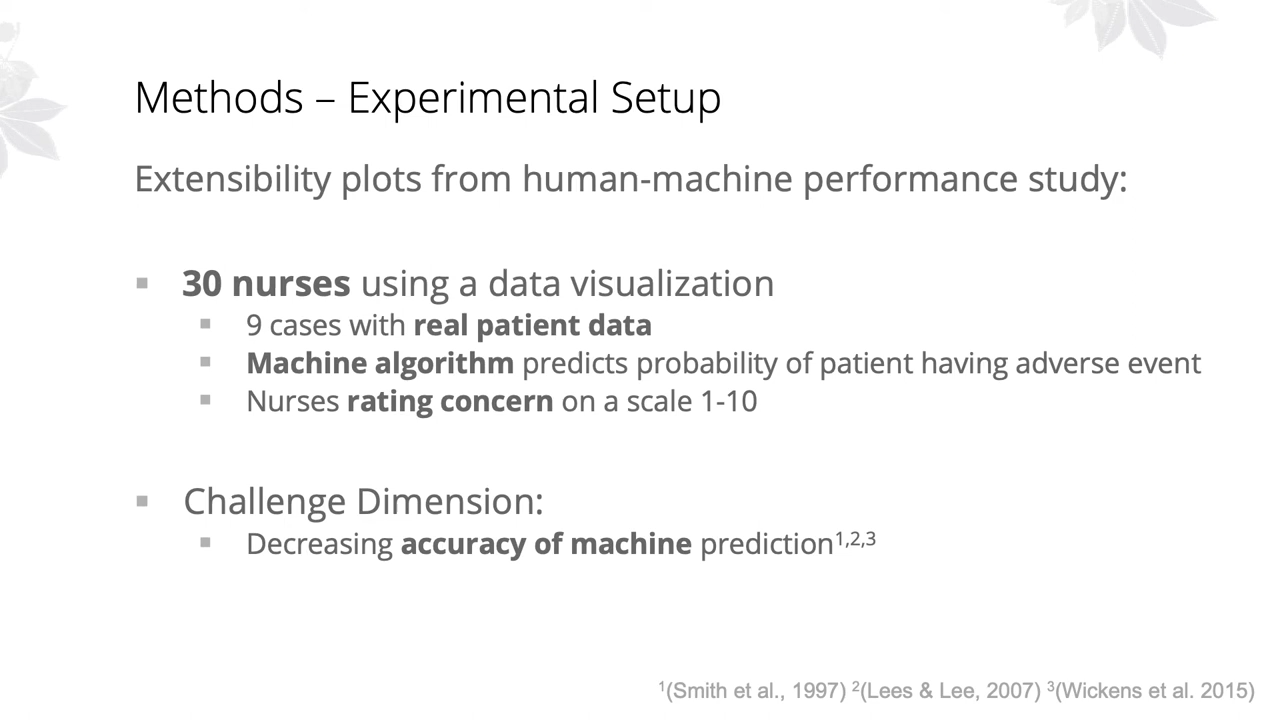 Methods – Experimental Setup
Extensibility plots from human-machine performance study:
▪ 30 nurses using a data visualization
▪ 9 cases with real patient data
▪ Machine algorithm predicts probability of patient having adverse event
▪ Nurses rating concern on a scale 1-10
▪ Challenge Dimension:
▪ Decreasing accuracy of machine prediction1,2,3
1(Smith et al., 1997) 2(Lees & Lee, 2007) 3(Wickens et al. 2015)